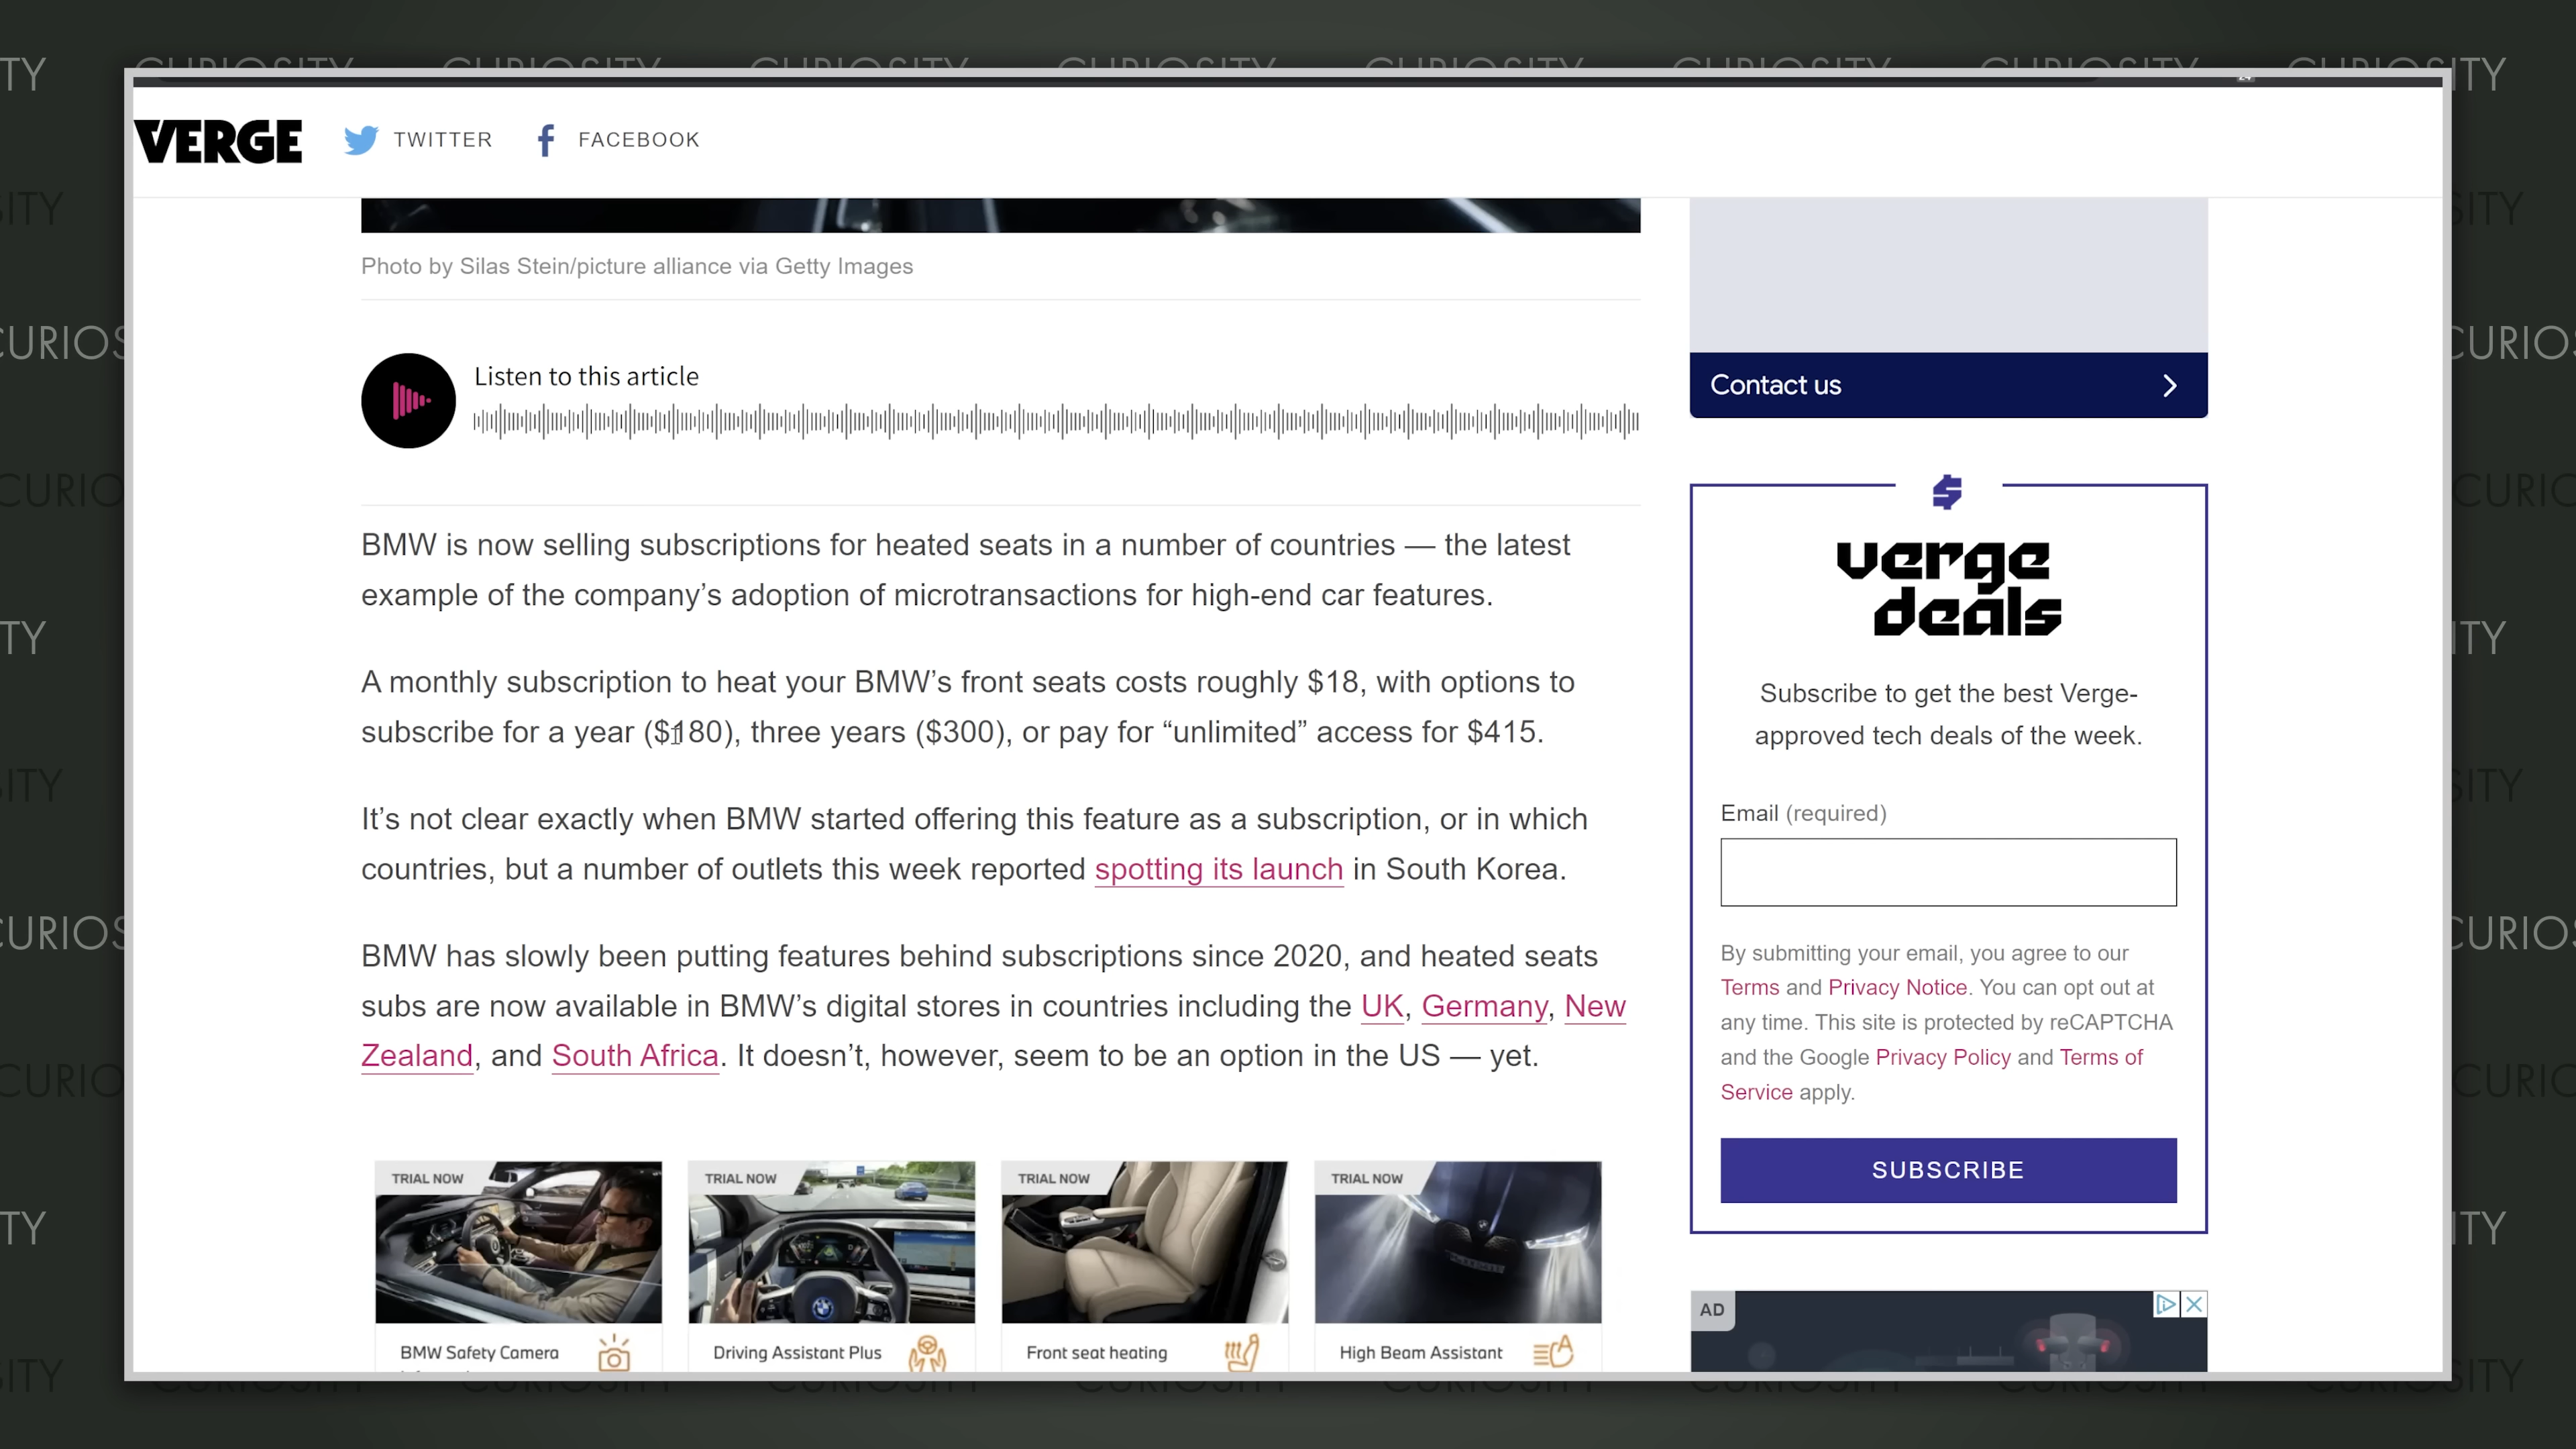 VERGE
TWITTER
FACEBOOK
Photo by Silas Stein/picture alliance via Getty Images
Listen to this article
BMW is now selling subscriptions for heated seats in a number of countries — the latest
example of the company’s adoption of microtransactions for high-end car features.
A monthly subscription to heat your BMW’s front seats costs roughly $18, with options to
subscribe for a year ($180), three years ($300), or pay for “unlimited” access for $415.
It’s not clear exactly when BMW started offering this feature as a subscription, or in which
countries, but a number of outlets this week reported spotting its launch in South Korea.
BMW has slowly been putting features behind subscriptions since 2020, and heated seats
subs are now available in BMW’s digital stores in countries including the UK, Germany, New
Zealand, and South Africa. It doesn’t, however, seem to be an option in the US — yet.
TRIAL NOW
BMW Safety Camera
TRIAL NOW
Driving Assistant Plus
TRIAL NOW
Front seat heating
TRIAL NOW
High Beam Assistant
Contact us
verge
deals
Subscribe to get the best Verge-
approved tech deals of the week.
Email (required)
By submitting your email, you agree to our
Terms and Privacy Notice. You can opt out at
any time. This site is protected by reCAPTCHA
and the Google Privacy Policy and Terms of
Service apply.
SUBSCRIBE
AD